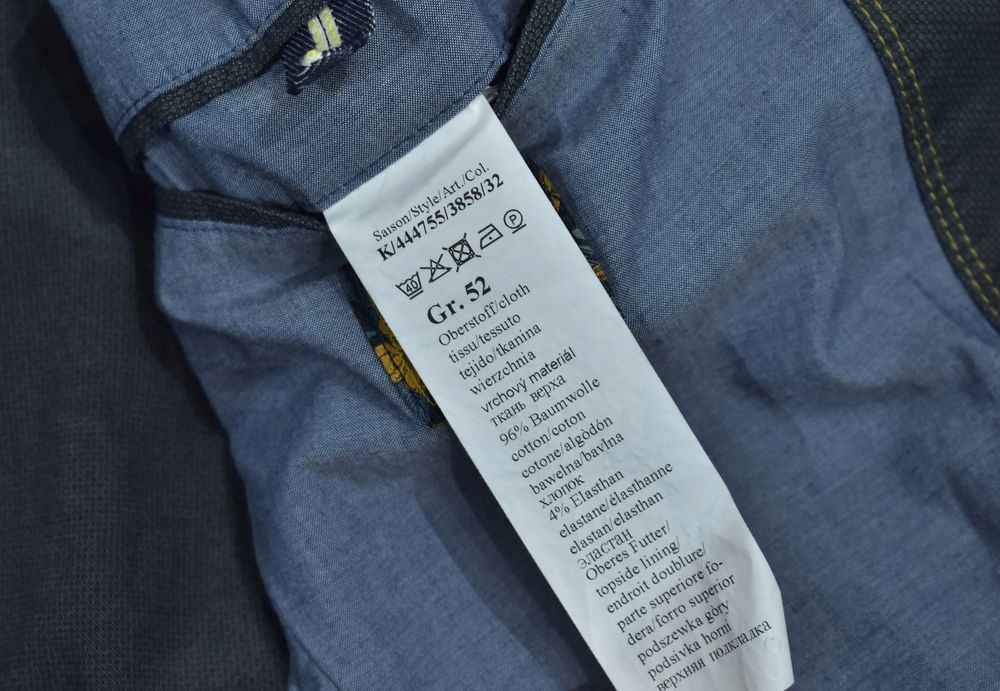 Saison/Style/Art./Col.
K/444755/3858/32
40 P
Gr. 52
Oberstoff/cloth
tissu/tessuto
tejido/tkanina
wierzchnia
vrchový materiál
ткань верха
96% Baumwolle
cotton/coton
cotone/algòdón
bawełna/bavlna
хлопок
4% Elasthan
elastane/élasthanne
elastan/elasthan
эластан
Oberes Futter/
topside lining/
endroit doublure/
parte superiore fo-
dera/forro superior
podszewka góry
podsívka horní
верхняя подкладка